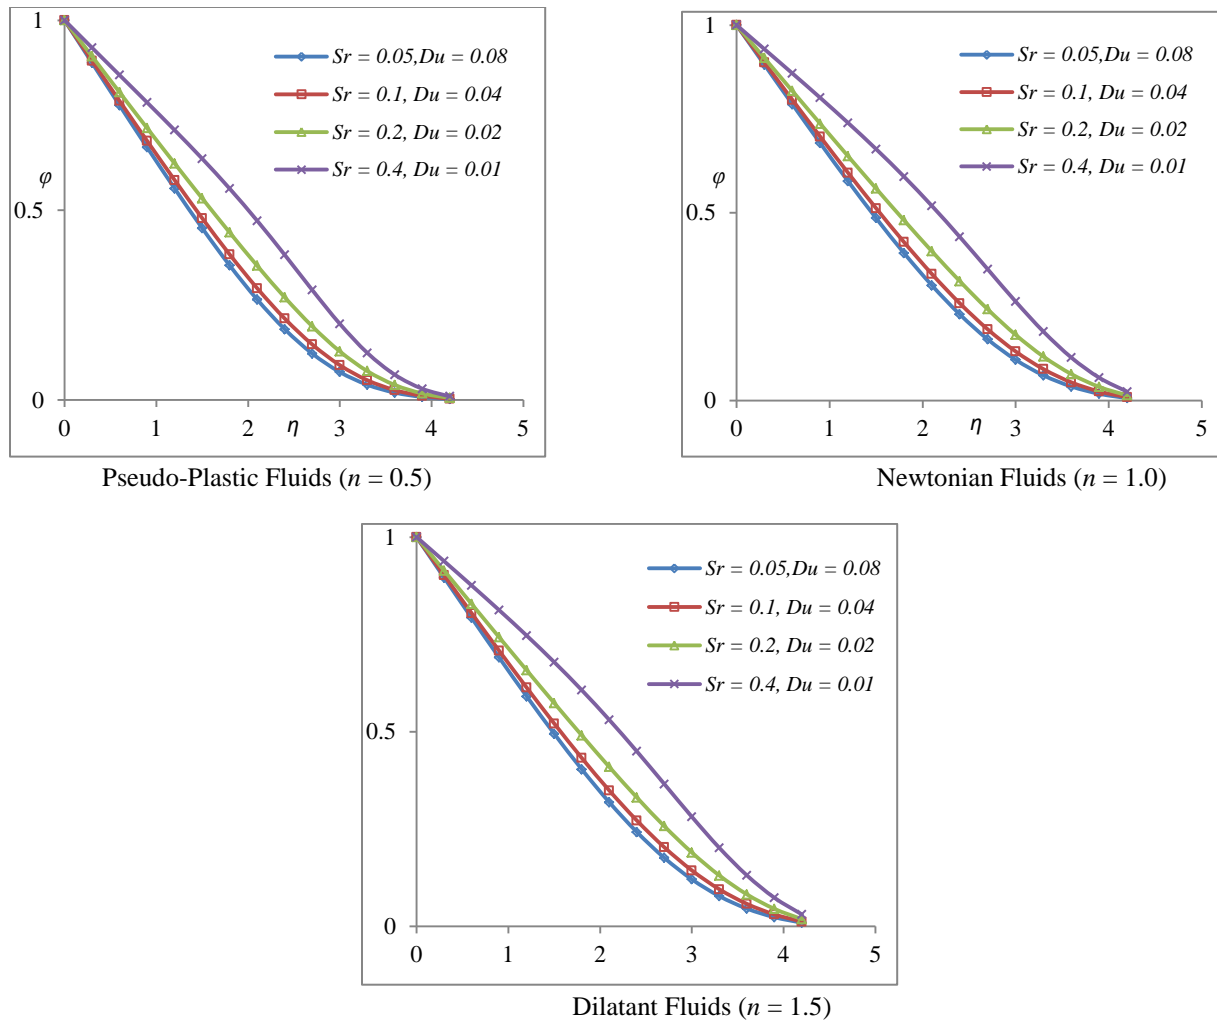 1
Sr = 0.05,Du = 0.08
Sr = 0.1, Du = 0.04
Sr = 0.2, Du = 0.02
Sr = 0.4, Du = 0.01
φ
0.5
0
0 1 2 η 3 4 5
Pseudo-Plastic Fluids (n = 0.5)
1
Sr = 0.05,Du = 0.08
Sr = 0.1, Du = 0.04
Sr = 0.2, Du = 0.02
Sr = 0.4, Du = 0.01
φ
0.5
0
0 1 2 η 3 4 5
Newtonian Fluids (n = 1.0)
1
Sr = 0.05,Du = 0.08
Sr = 0.1, Du = 0.04
Sr = 0.2, Du = 0.02
Sr = 0.4, Du = 0.01
0.5
0
0 1 2 3 4 5
Dilatant Fluids (n = 1.5)